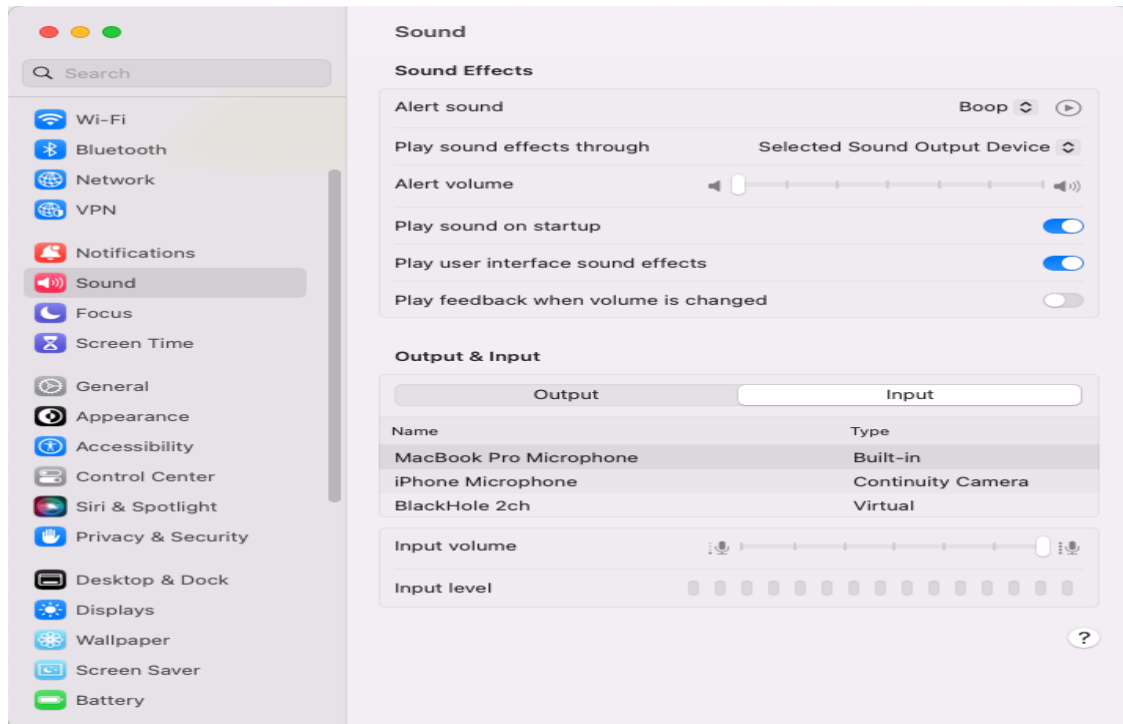 Search
Wi-Fi
Bluetooth
Network
VPN
Notifications
Sound
Focus
Screen Time
General
Appearance
Accessibility
Control Center
Siri & Spotlight
Privacy & Security
Desktop & Dock
Displays
Wallpaper
Screen Saver
Battery
Sound
Sound Effects
Alert sound Boop
Play sound effects through Selected Sound Output Device
Alert volume
Play sound on startup
Play user interface sound effects
Play feedback when volume is changed
Output & Input
Output Input
Name Type
MacBook Pro Microphone Built-in
iPhone Microphone Continuity Camera
BlackHole 2ch Virtual
Input volume
Input level
?